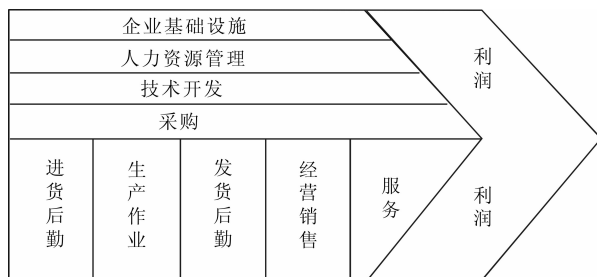 企业基础设施
人力资源管理
技术开发
采购
利润
进货后勤
生产作业
发货后勤
经营销售
服务
利润